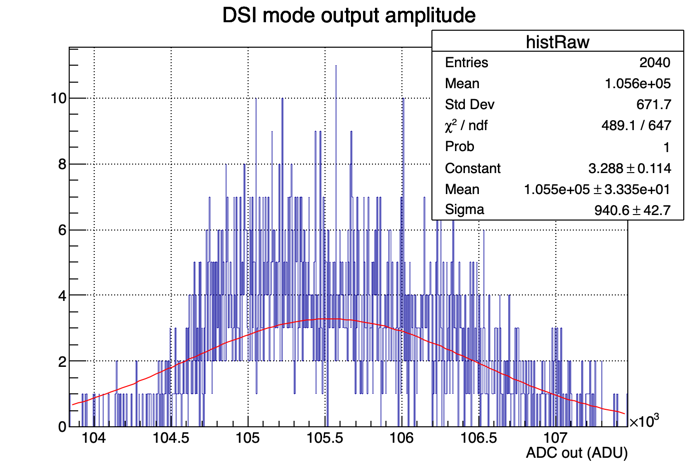 DSI mode output amplitude
histRaw
Entries 2040
Mean 1.056e+05
Std Dev 671.7
χ² / ndf 489.1 / 647
Prob 1
Constant 3.288 ± 0.114
Mean 1.055e+05 ± 3.335e+01
Sigma 940.6 ± 42.7
10
8
6
4
2
0
104 104.5 105 105.5 106 106.5 107
×10³
ADC out (ADU)